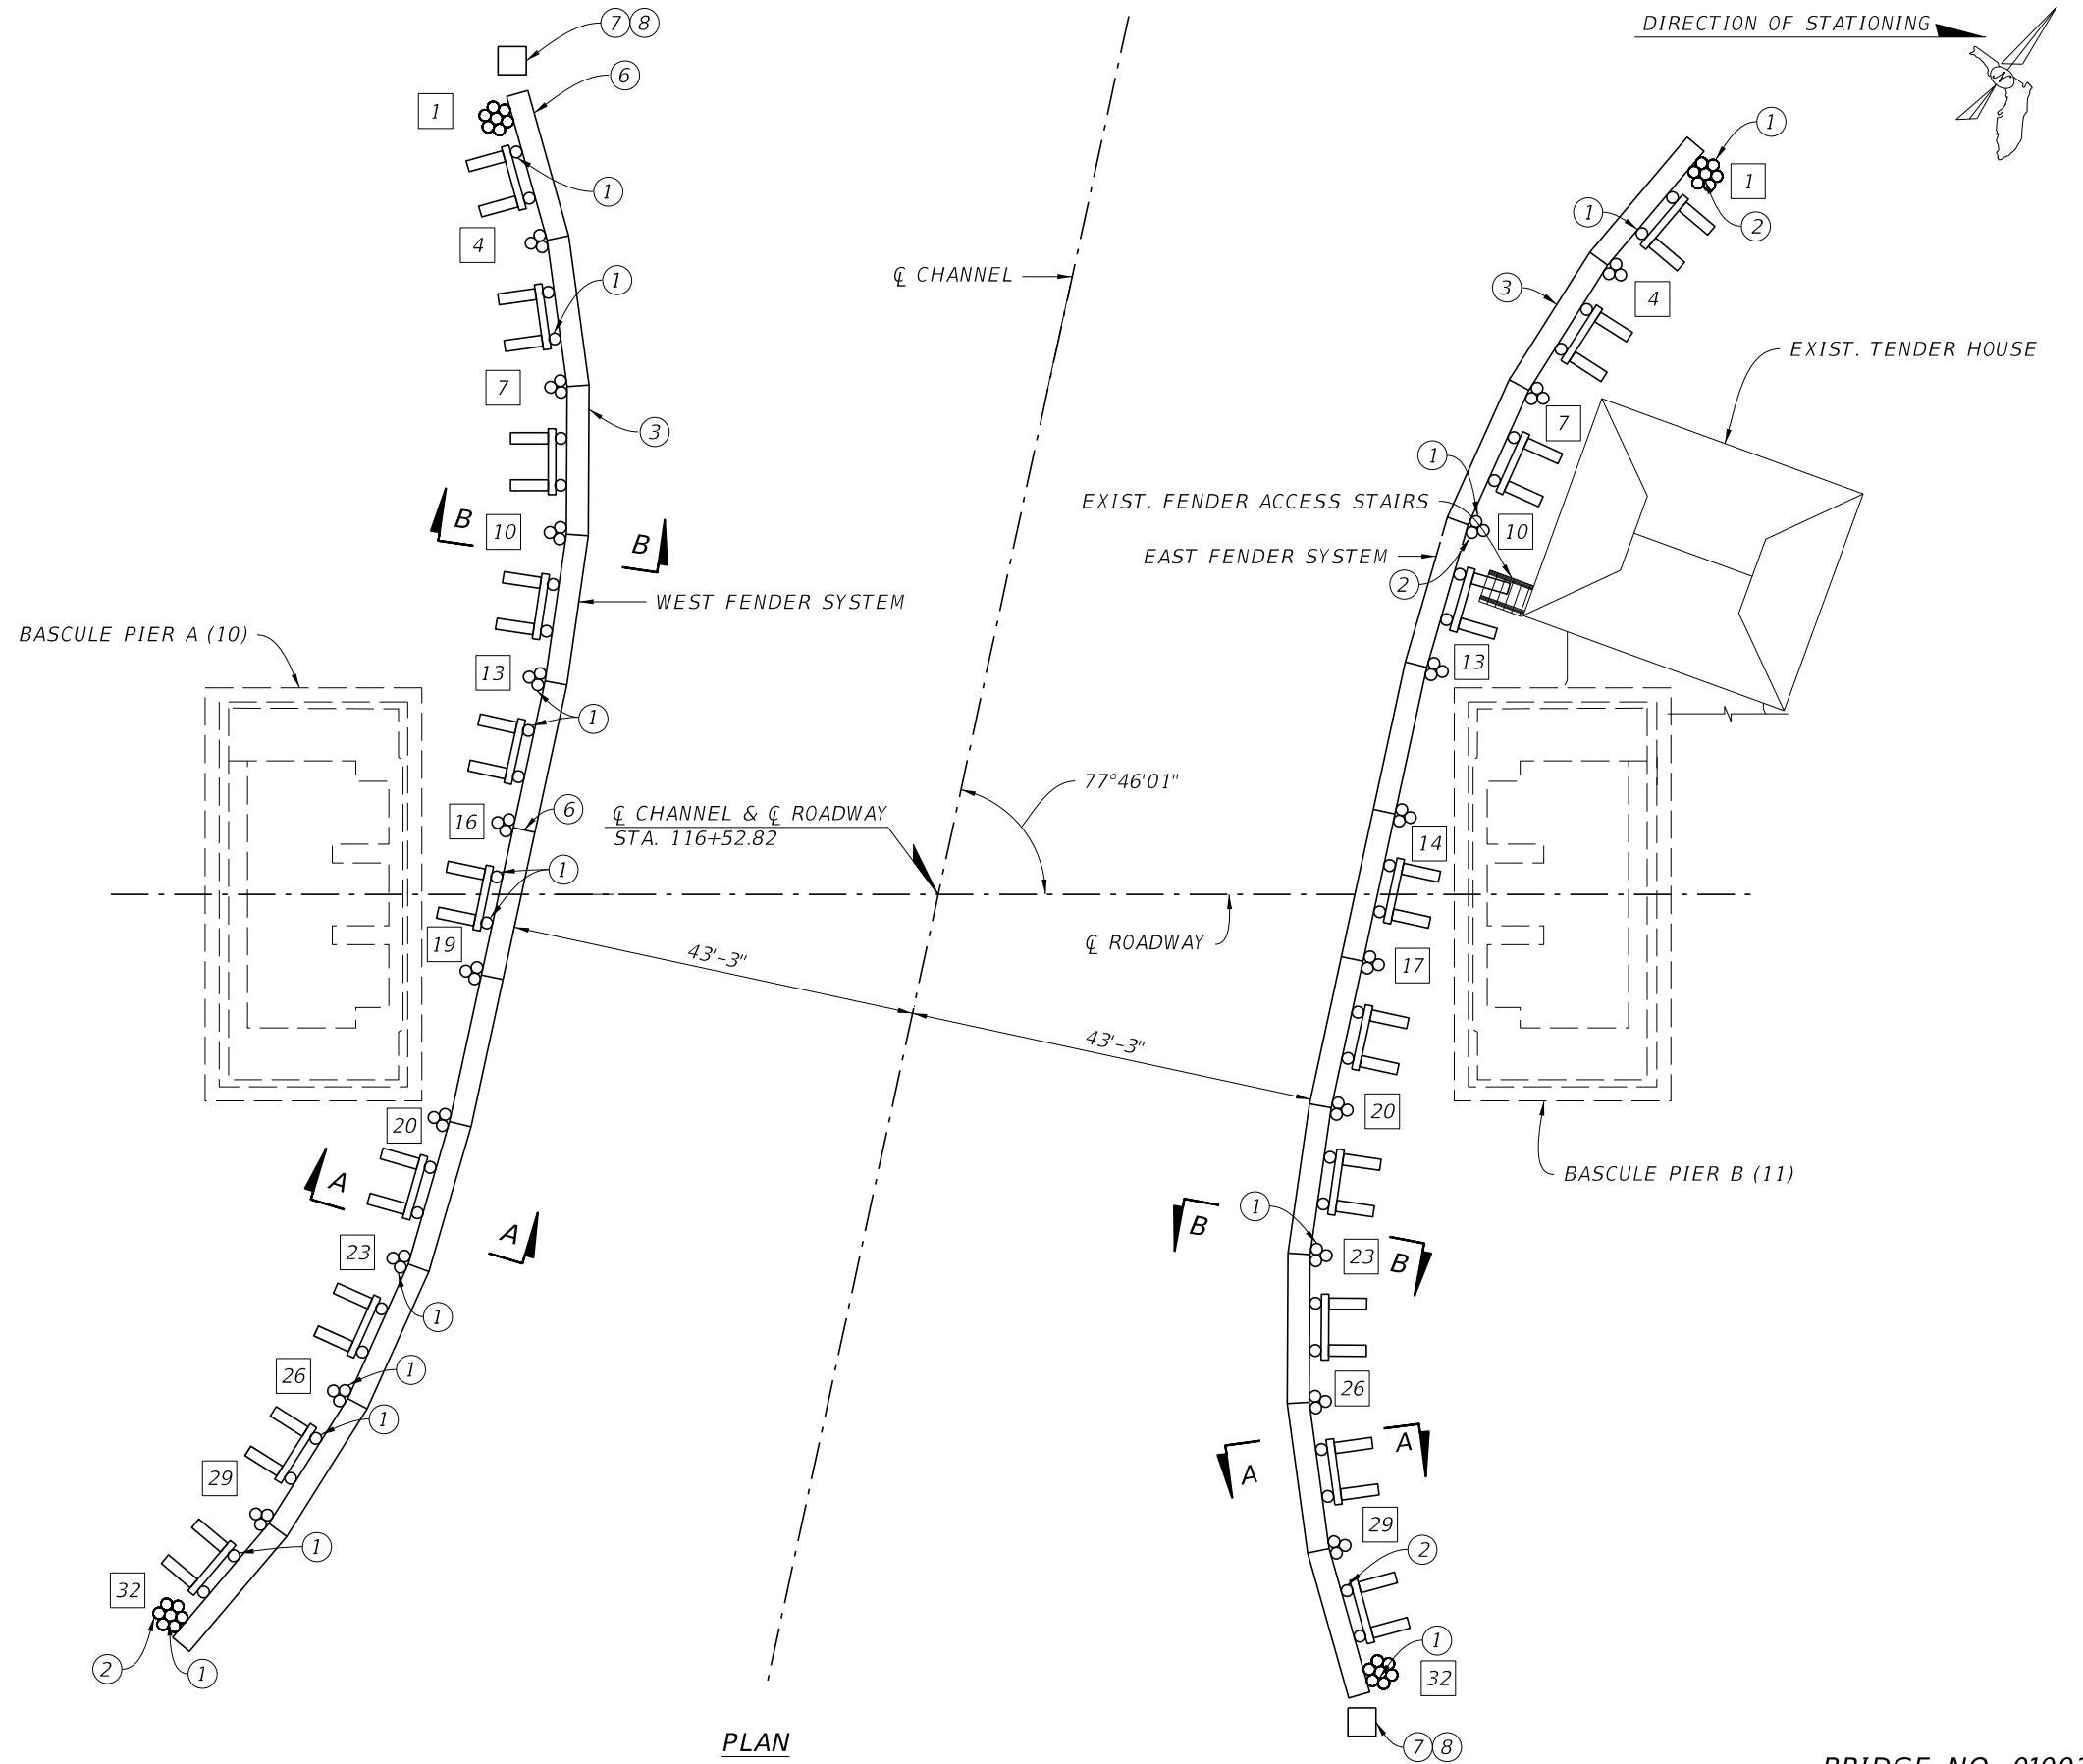 7 8
DIRECTION OF STATIONING
N
6
1
1
1
1
1
2
4
1
1
4
3
℄ CHANNEL
EXIST. TENDER HOUSE
7
3
7
1
EXIST. FENDER ACCESS STAIRS
B
10
B
10
EAST FENDER SYSTEM
2
WEST FENDER SYSTEM
BASCULE PIER A (10)
13
13
1
77°46'01"
16
6
℄ CHANNEL & ℄ ROADWAY
STA. 116+52.82
14
1
19
43'-3"
℄ ROADWAY
17
43'-3"
20
20
BASCULE PIER B (11)
A
A
1
B
23
B
23
1
26
1
26
1
A
A
29
29
1
2
32
1
32
2
1
PLAN
7 8